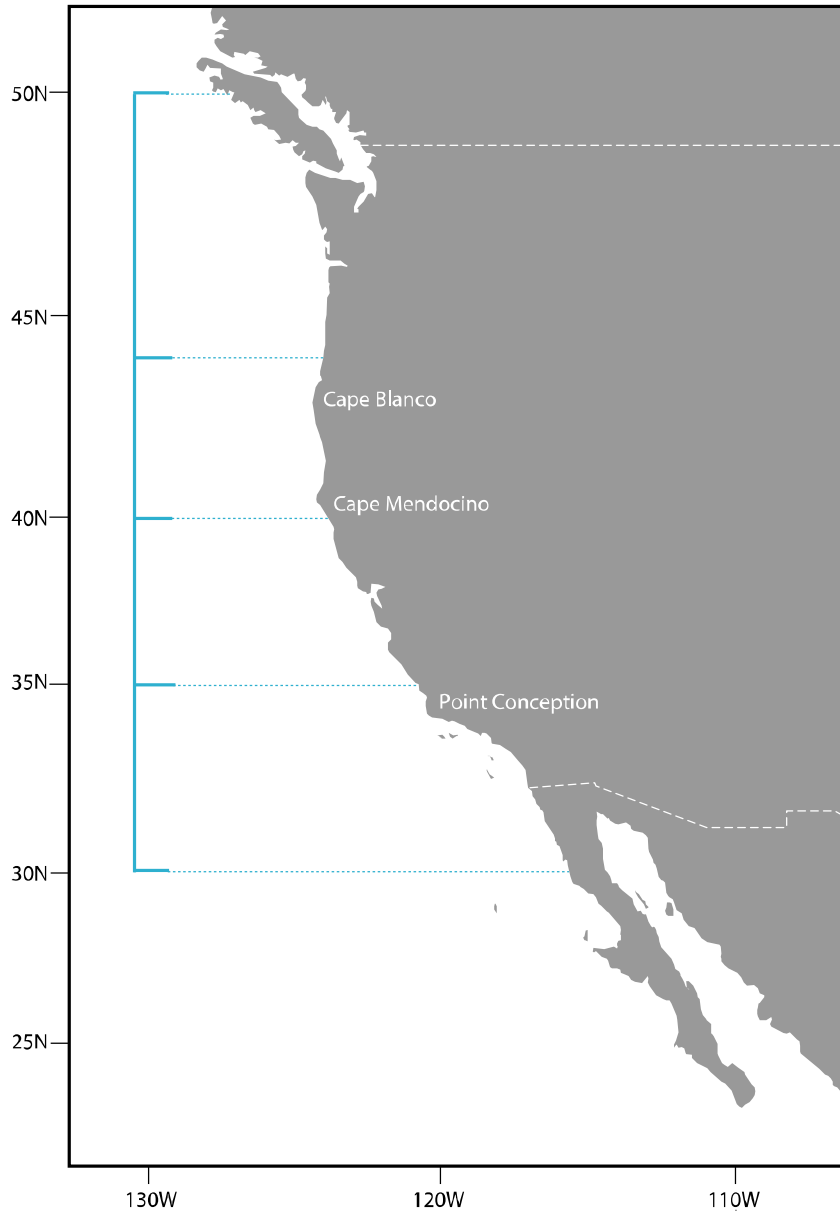 50N
45N
Cape Blanco
Cape Mendocino
40N
35N
Point Conception
30N
25N
130W
120W
110W